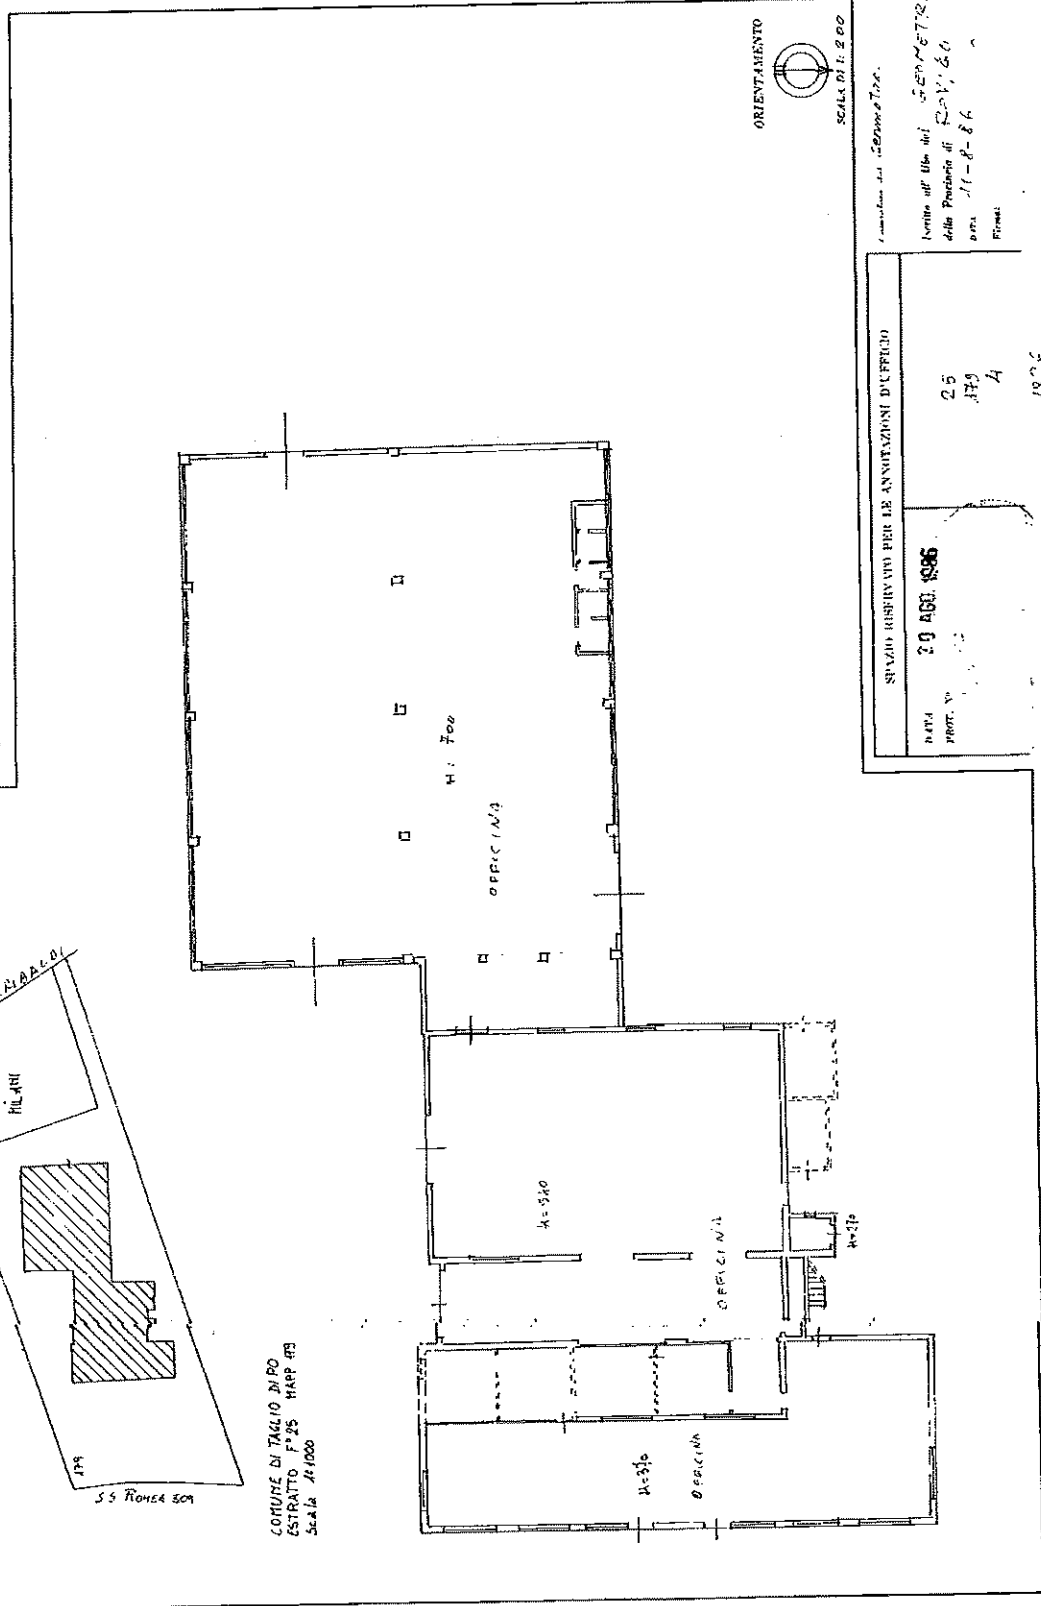 ORIENTAMENTO
SCALA DI 1: 200
Iscritto all'Albo dei GEOMETRI
della Provincia di ROVIGO
DATA 11-8-86
Firma:
SPAZIO RISERVATO PER LE ANNOTAZIONI D'UFFICIO
DATA 20 AGO. 1986
PROT. N°
25
179
4
MILANI
179
SS ROMEA 309
COMUNE DI TAGLIO DI PO
ESTRATTO F° 25 MAPP 179
Scala 1:1000
H: 700
OFFICINA
OFFICINA
H=270
OFFICINA